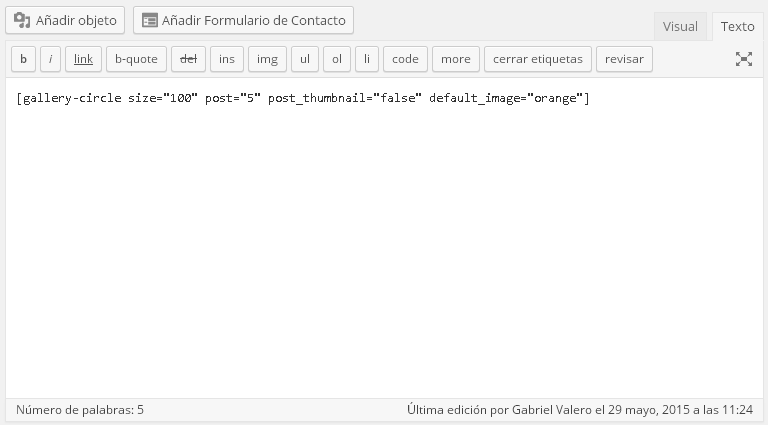 Añadir objeto Añadir Formulario de Contacto
Visual Texto
b i link b-quote del ins img ul ol li code more cerrar etiquetas revisar
[gallery-circle size="100" post="5" post_thumbnail="false" default_image="orange"]
Número de palabras: 5 Última edición por Gabriel Valero el 29 mayo, 2015 a las 11:24